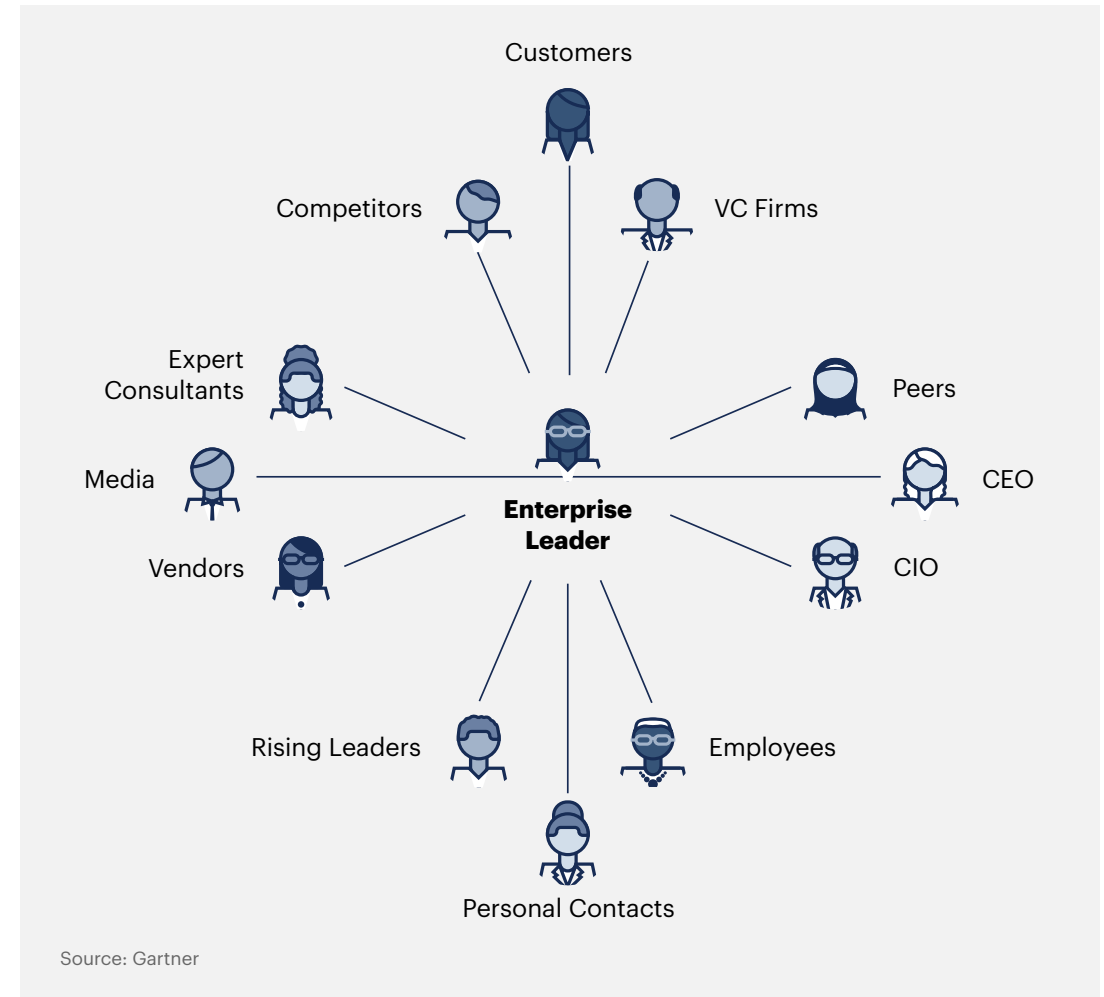 Customers
Competitors
VC Firms
Expert
Consultants
Peers
Media
CEO
Enterprise
Leader
Vendors
CIO
Rising Leaders
Employees
Personal Contacts
Source: Gartner